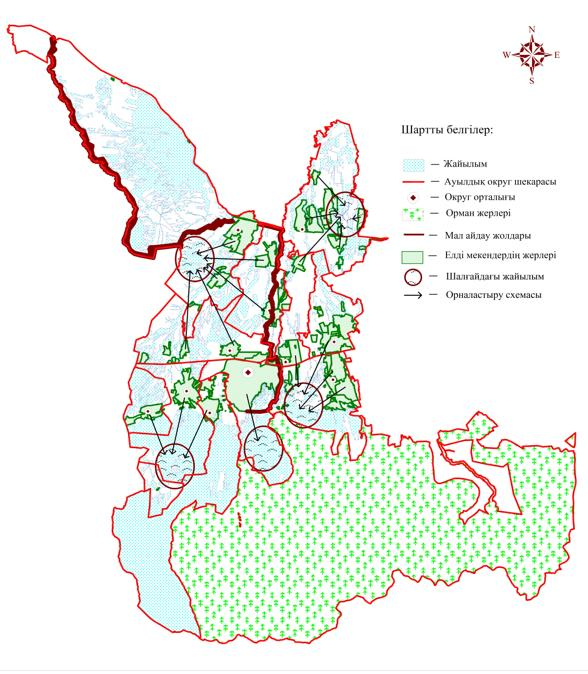 N
W E
S
Шартты белгілер:
— Жайылым
— Ауылдық округ шекарасы
— Округ орталығы
— Орман жерлері
— Мал айдау жолдары
— Елді мекендердің жерлері
— Шалғайдағы жайылым
— Орналастыру схемасы